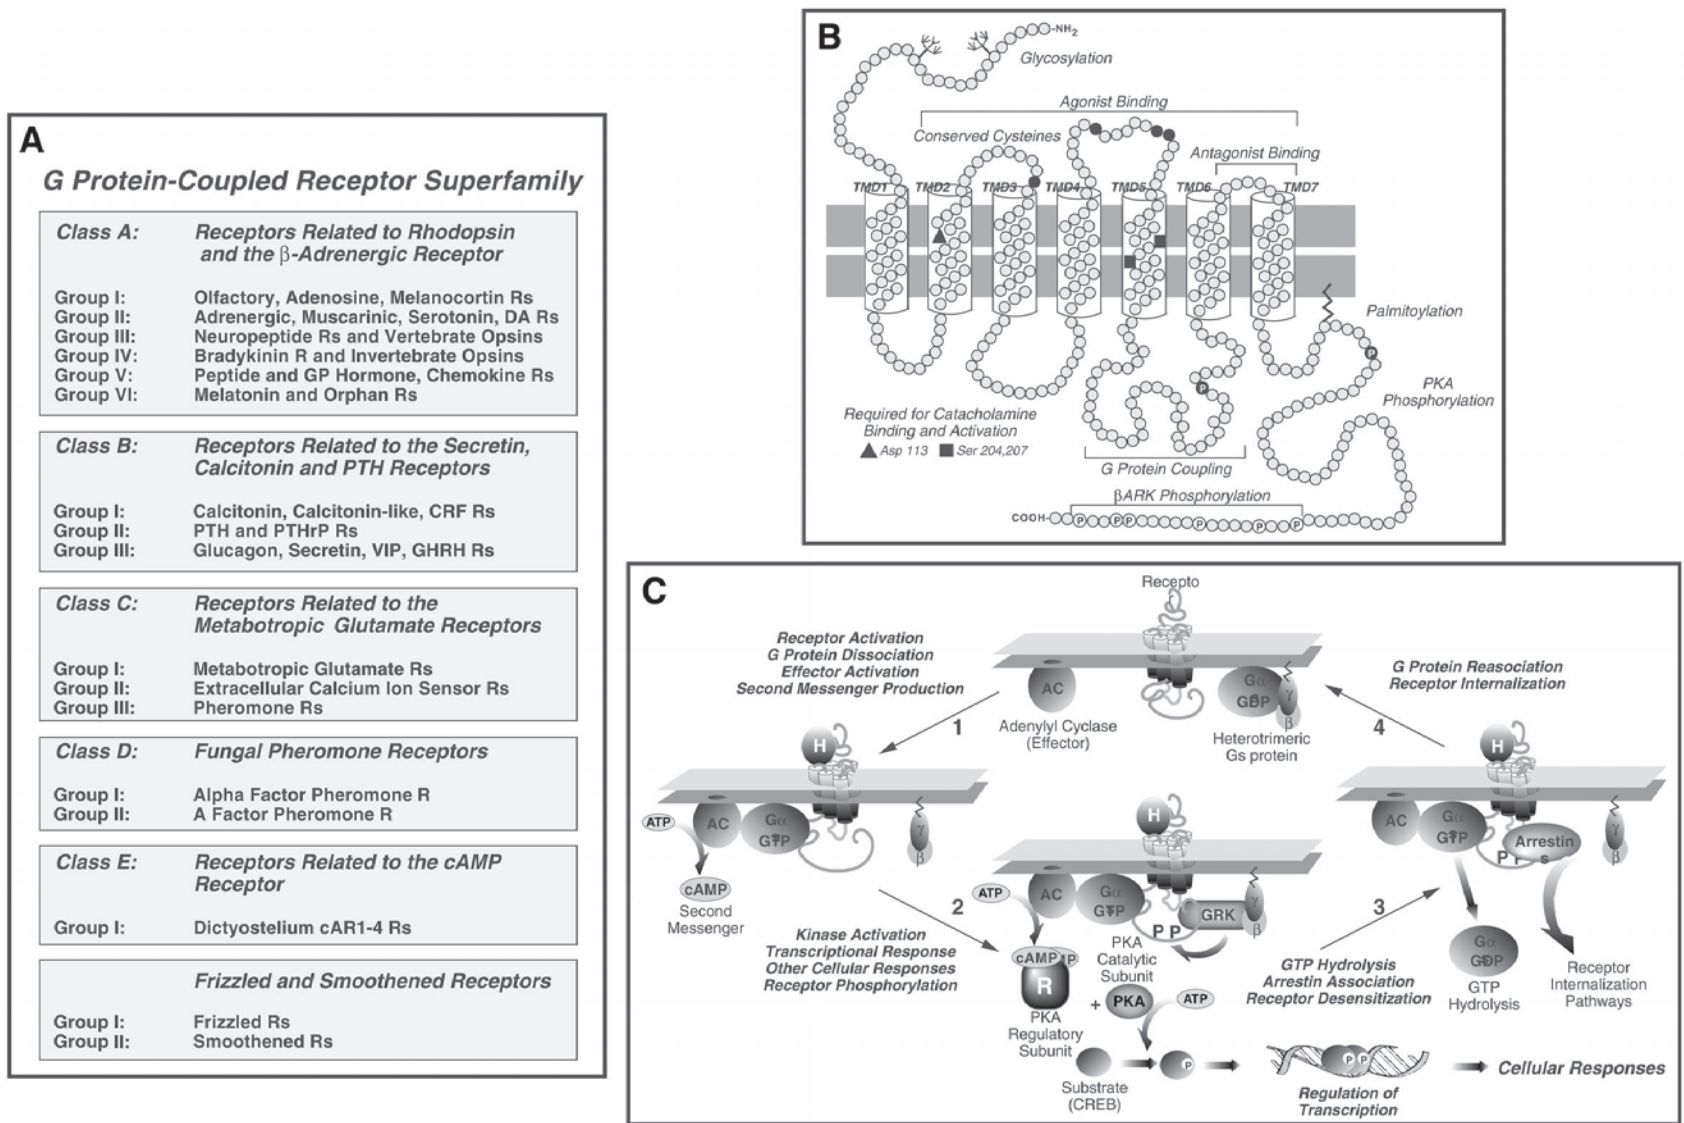 A
G Protein-Coupled Receptor Superfamily
Class A: Receptors Related to Rhodopsin
and the β-Adrenergic Receptor
Group I: Olfactory, Adenosine, Melanocortin Rs
Group II: Adrenergic, Muscarinic, Serotonin, DA Rs
Group III: Neuropeptide Rs and Vertebrate Opsins
Group IV: Bradykinin R and Invertebrate Opsins
Group V: Peptide and GP Hormone, Chemokine Rs
Group VI: Melatonin and Orphan Rs
Class B: Receptors Related to the Secretin,
Calcitonin and PTH Receptors
Group I: Calcitonin, Calcitonin-like, CRF Rs
Group II: PTH and PTHrP Rs
Group III: Glucagon, Secretin, VIP, GHRH Rs
Class C: Receptors Related to the
Metabotropic Glutamate Receptors
Group I: Metabotropic Glutamate Rs
Group II: Extracellular Calcium Ion Sensor Rs
Group III: Pheromone Rs
Class D: Fungal Pheromone Receptors
Group I: Alpha Factor Pheromone R
Group II: A Factor Pheromone R
Class E: Receptors Related to the cAMP
Receptor
Group I: Dictyostelium cAR1-4 Rs
Frizzled and Smoothened Receptors
Group I: Frizzled Rs
Group II: Smoothened Rs
B
-NH2
Glycosylation
Agonist Binding
Conserved Cysteines
Antagonist Binding
TMD1 TMD2 TMD3 TMD4 TMD5 TMD6 TMD7
Palmitoylation
P
P
PKA
Phosphorylation
Required for Catacholamine
Binding and Activation
Asp 113 Ser 204,207
G Protein Coupling
βARK Phosphorylation
COOH- P P P P P P
C
Recepto
r
Receptor Activation
G Protein Dissociation
Effector Activation
Second Messenger Production
AC
Adenylyl Cyclase
(Effector)
Gα
GDP
γ
β
Heterotrimeric
Gs protein
G Protein Reasociation
Receptor Internalization
1
4
H
ATP
AC
Gα
GTP
γ
β
cAMP
Second
Messenger
2
Kinase Activation
Transcriptional Response
Other Cellular Responses
Receptor Phosphorylation
H
ATP
AC
Gα
GTP
GRK
γ
β
P P
cAMP
R
PKA
Regulatory
Subunit
PKA
Catalytic
Subunit
+ PKA
ATP
Substrate
(CREB)
P
P P
Regulation of
Transcription
Cellular Responses
3
GTP Hydrolysis
Arrestin Association
Receptor Desensitization
H
AC
Gα
GTP
Arrestin
s
P
γ
β
Gα
GDP
GTP
Hydrolysis
Receptor
Internalization
Pathways